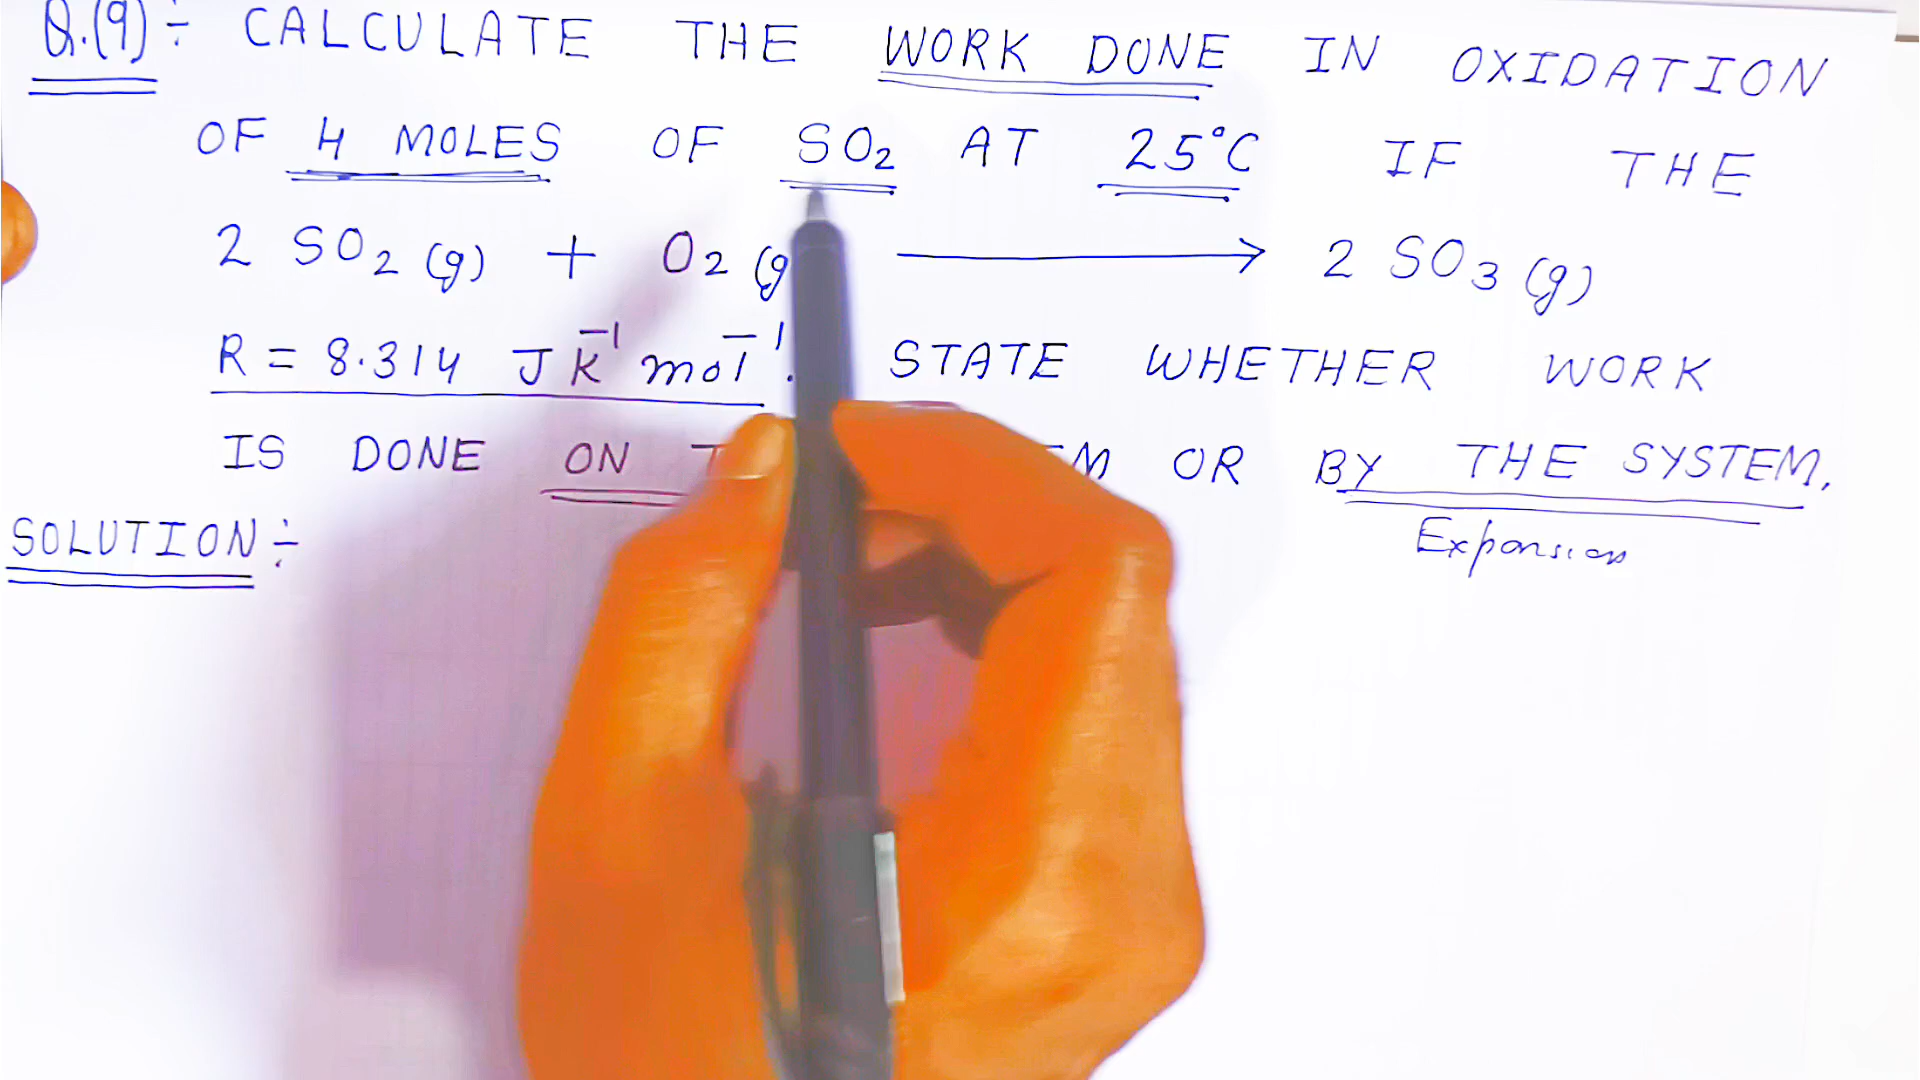 Q.(9)÷ CALCULATE THE WORK DONE IN OXIDATION
OF 4 MOLES OF SO₂ AT 25°C IF THE
2 SO₂ (g) + O₂ (g → 2 SO₃ (g)
R = 8.314 J K⁻¹ mol⁻¹. STATE WHETHER WORK
IS DONE ON OR BY THE SYSTEM.
Expansion
SOLUTION ÷